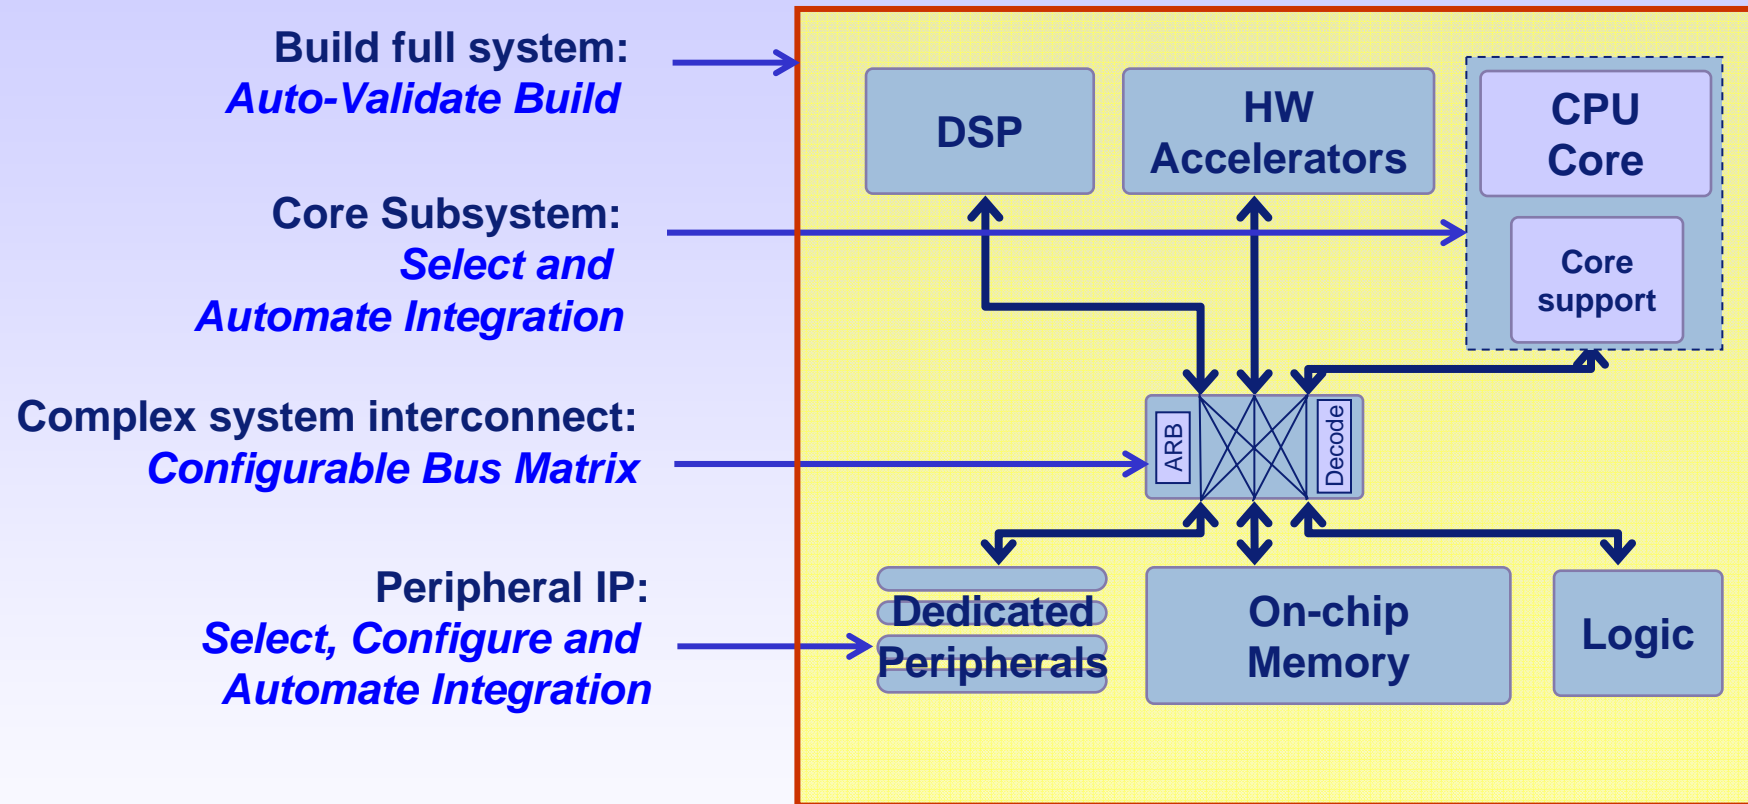 Build full system:
Auto-Validate Build
Core Subsystem:
Select and
Automate Integration
Complex system interconnect:
Configurable Bus Matrix
Peripheral IP:
Select, Configure and
Automate Integration
DSP
HW
Accelerators
CPU
Core
Core
support
ARB
Decode
Dedicated
Peripherals
On-chip
Memory
Logic